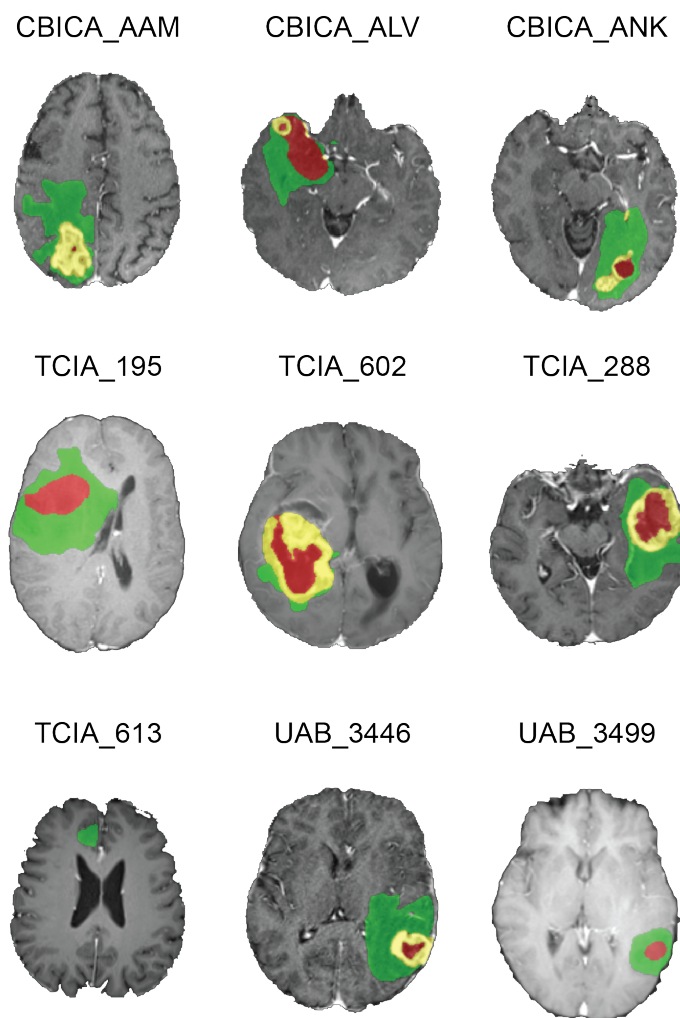 CBICA_AAM
CBICA_ALV
CBICA_ANK
TCIA_195
TCIA_602
TCIA_288
TCIA_613
UAB_3446
UAB_3499